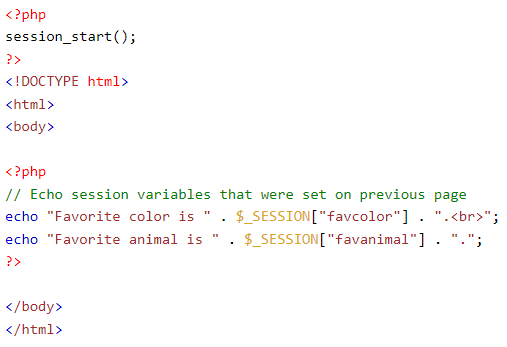 <?php
session_start();
?>
<!DOCTYPE html>
<html>
<body>
<?php
// Echo session variables that were set on previous page
echo "Favorite color is " . $_SESSION["favcolor"] . ".<br>";
echo "Favorite animal is " . $_SESSION["favanimal"] . ".";
?>
</body>
</html>